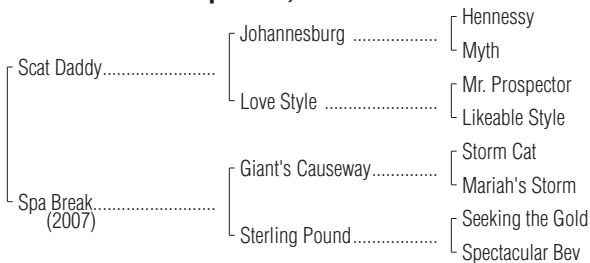 Hennessy
Johannesburg ..................
Myth
Scat Daddy........................
Mr. Prospector
Love Style ........................
Likeable Style
Storm Cat
Giant's Causeway..............
Mariah's Storm
Spa Break..........................
(2007)
Seeking the Gold
Sterling Pound..................
Spectacular Bev